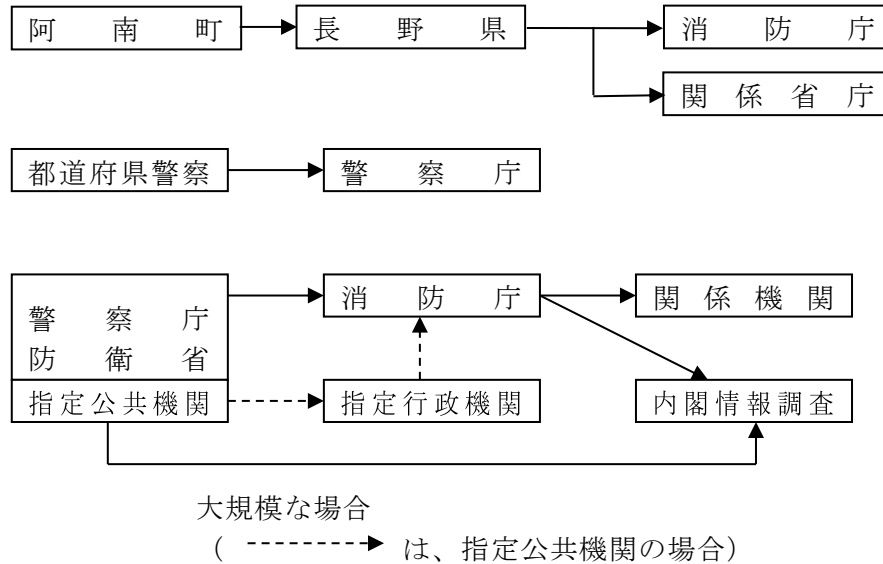 阿南町 長野県 消防庁
関係省庁
都道府県警察 警察庁
警察庁 消防庁 関係機関
防衛省
指定公共機関 指定行政機関 内閣情報調査
大規模な場合
( は、指定公共機関の場合)